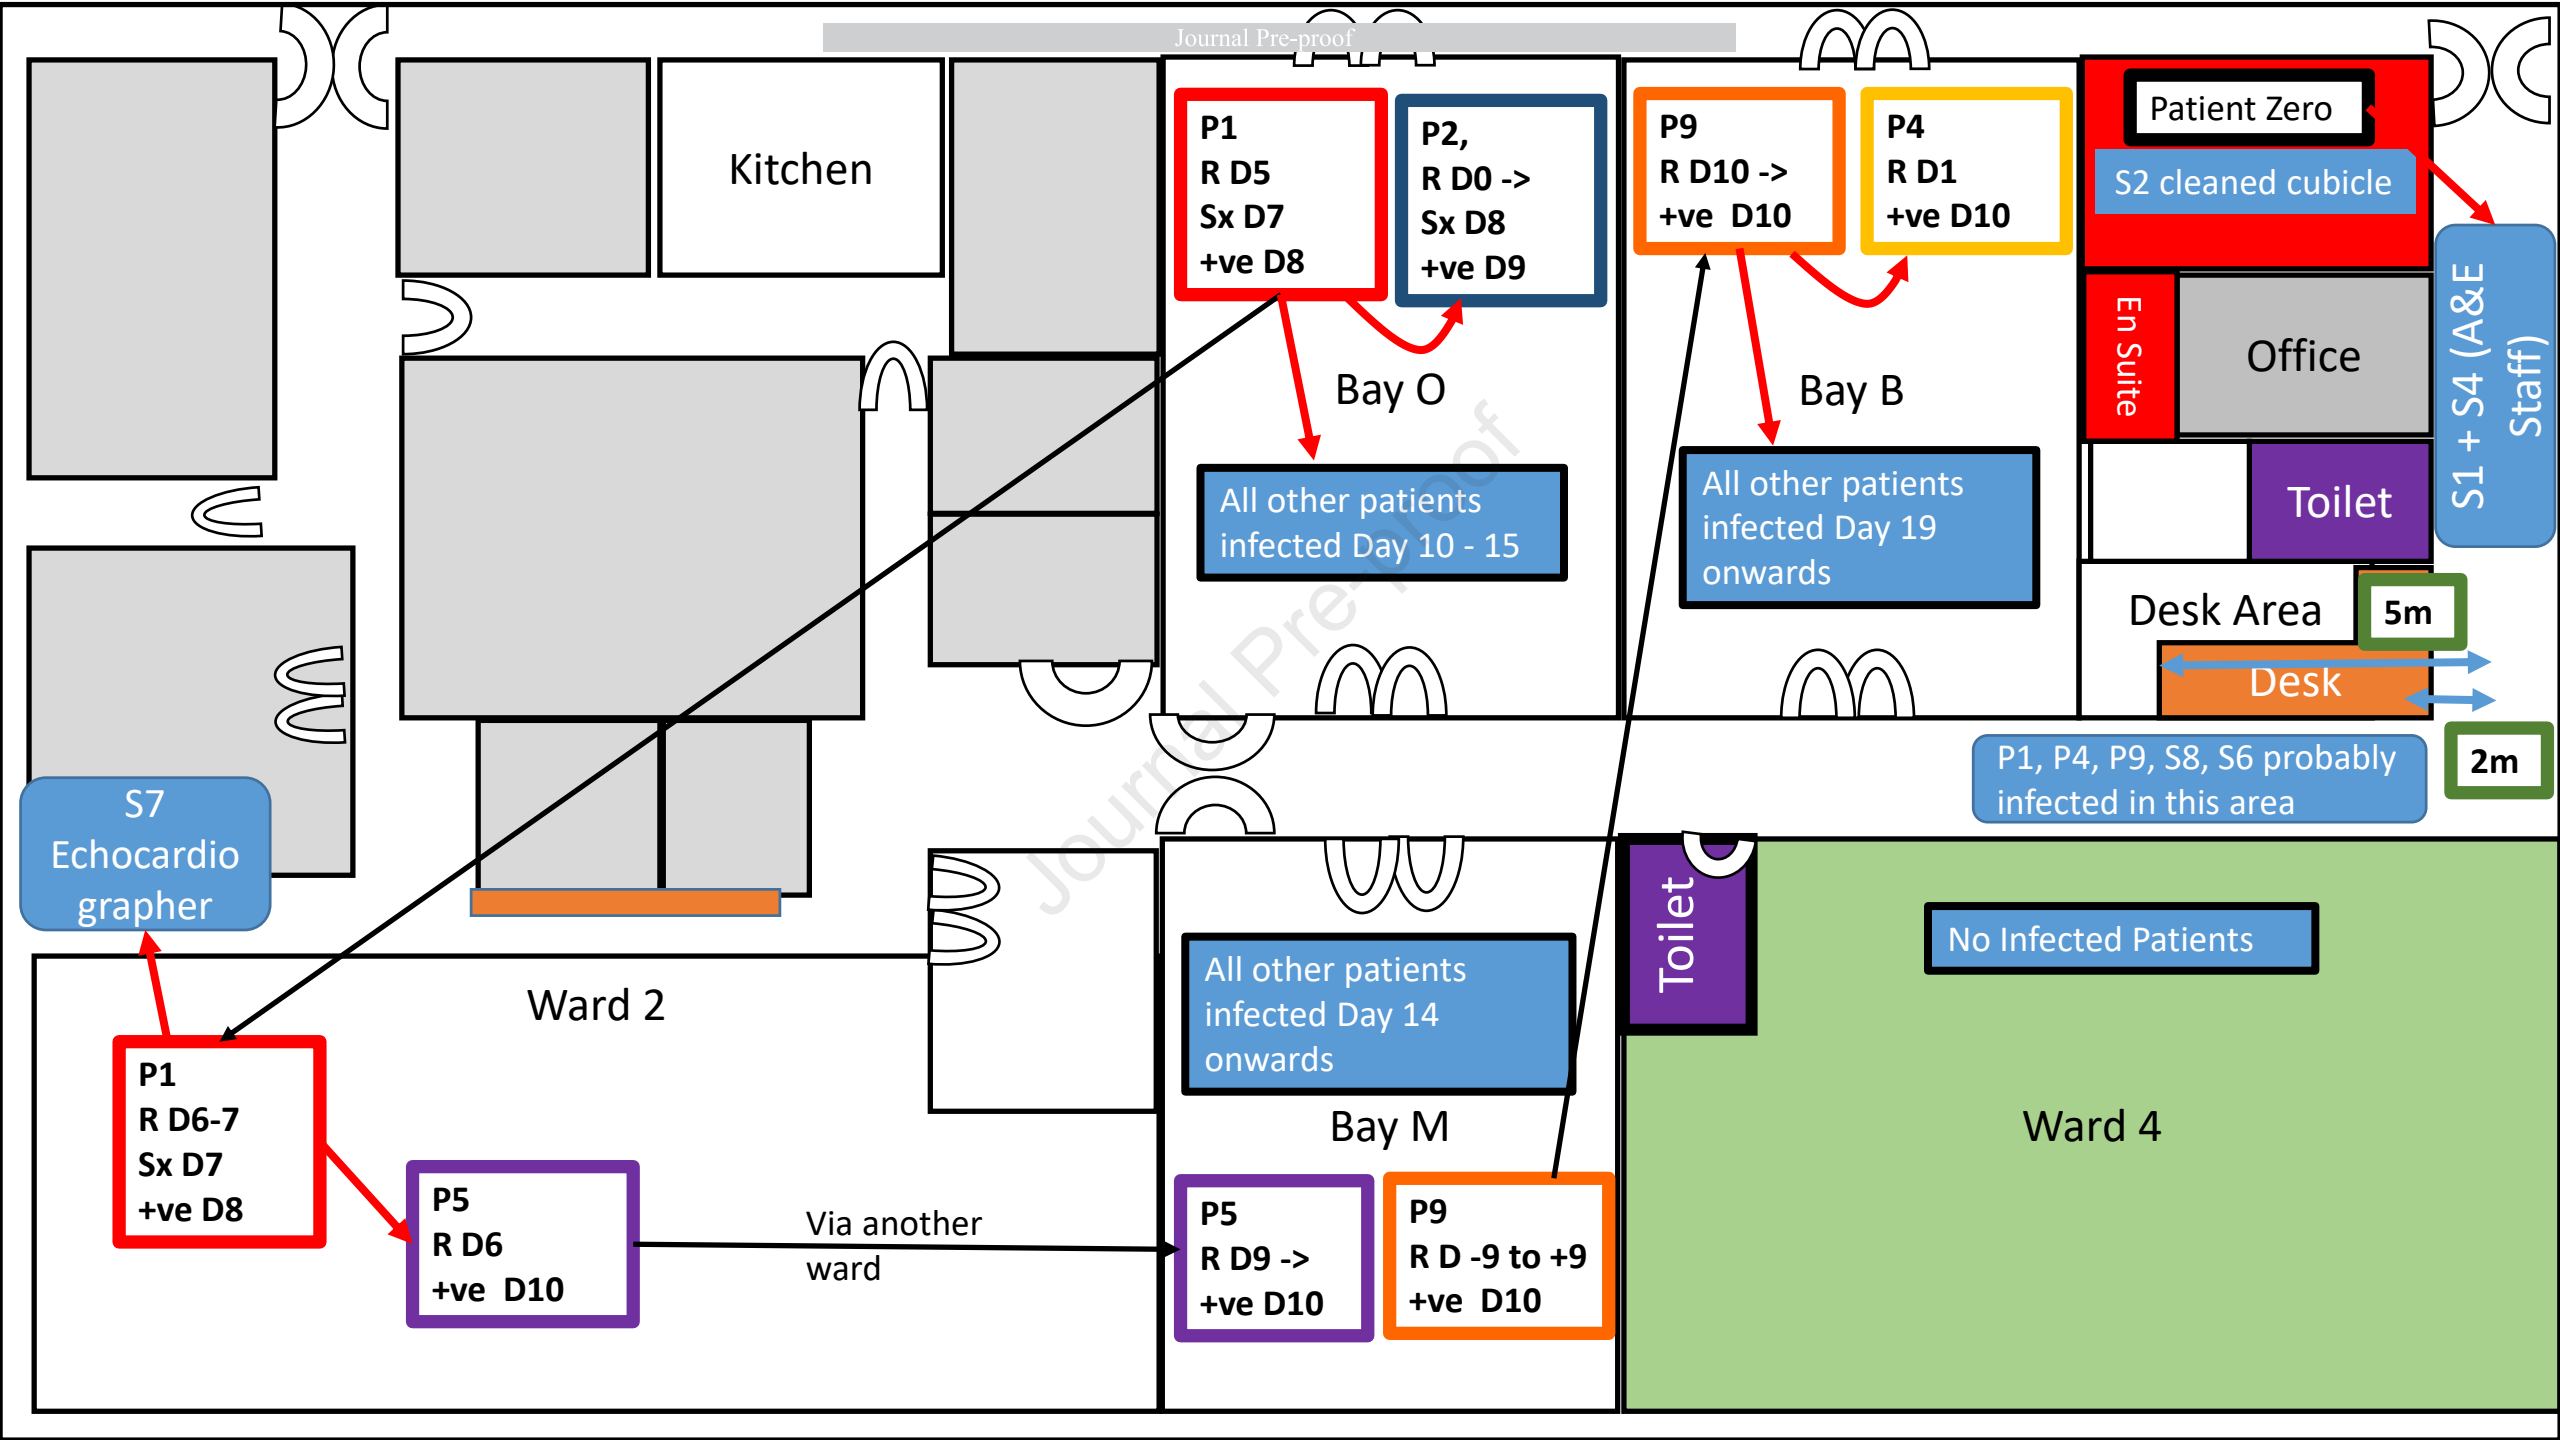 Journal Pre-proof
Kitchen
P1
R D5
Sx D7
+ve D8
P2,
R D0 ->
Sx D8
+ve D9
P9
R D10 ->
+ve D10
P4
R D1
+ve D10
Patient Zero
S2 cleaned cubicle
En Suite
Office
S1 + S4 (A&E
Staff)
Bay O
Bay B
All other patients
infected Day 10 - 15
All other patients
infected Day 19
onwards
Toilet
Desk Area
5m
Desk
2m
P1, P4, P9, S8, S6 probably
infected in this area
Journal Pre-proof
S7
Echocardio
grapher
Ward 2
P1
R D6-7
Sx D7
+ve D8
P5
R D6
+ve D10
Via another
ward
All other patients
infected Day 14
onwards
Bay M
P5
R D9 ->
+ve D10
P9
R D -9 to +9
+ve D10
Toilet
No Infected Patients
Ward 4